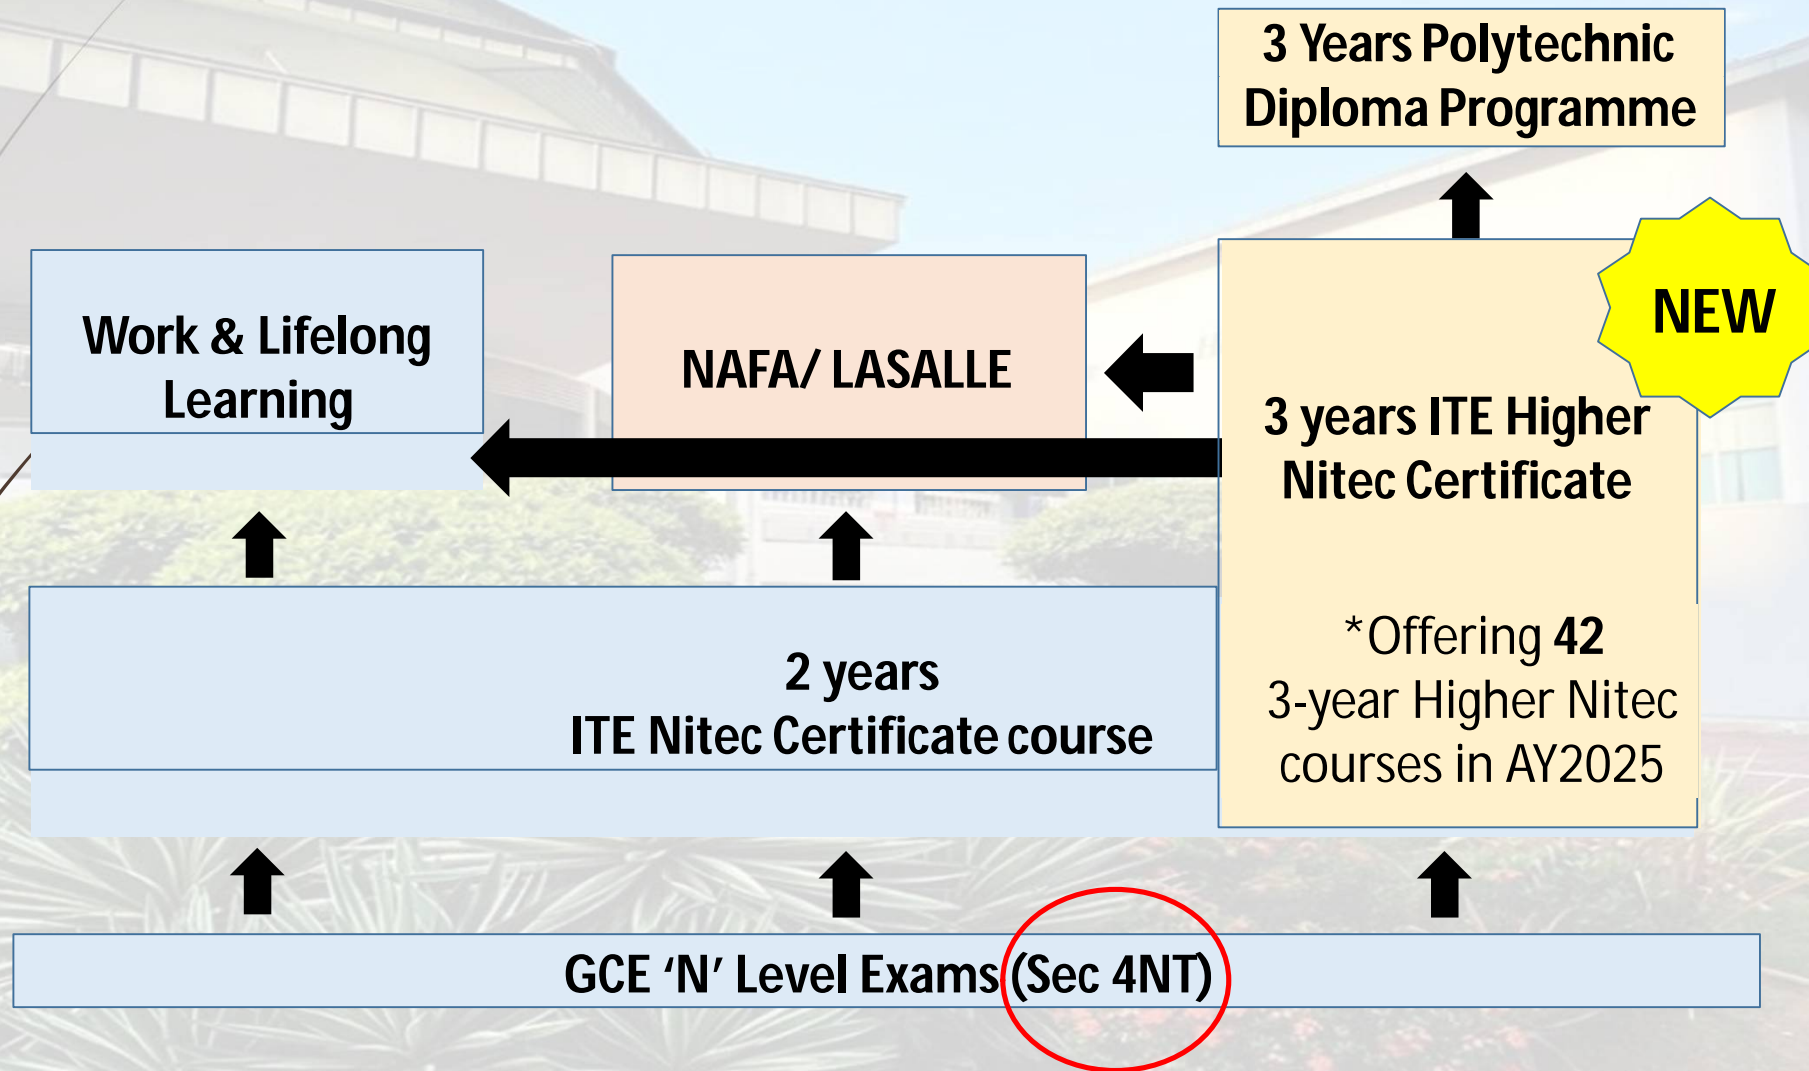 3 Years Polytechnic
Diploma Programme
NEW
Work & Lifelong
Learning
NAFA/ LASALLE
3 years ITE Higher
Nitec Certificate
*Offering 42
3-year Higher Nitec
courses in AY2025
2 years
ITE Nitec Certificate course
GCE ‘N’ Level Exams (Sec 4NT)